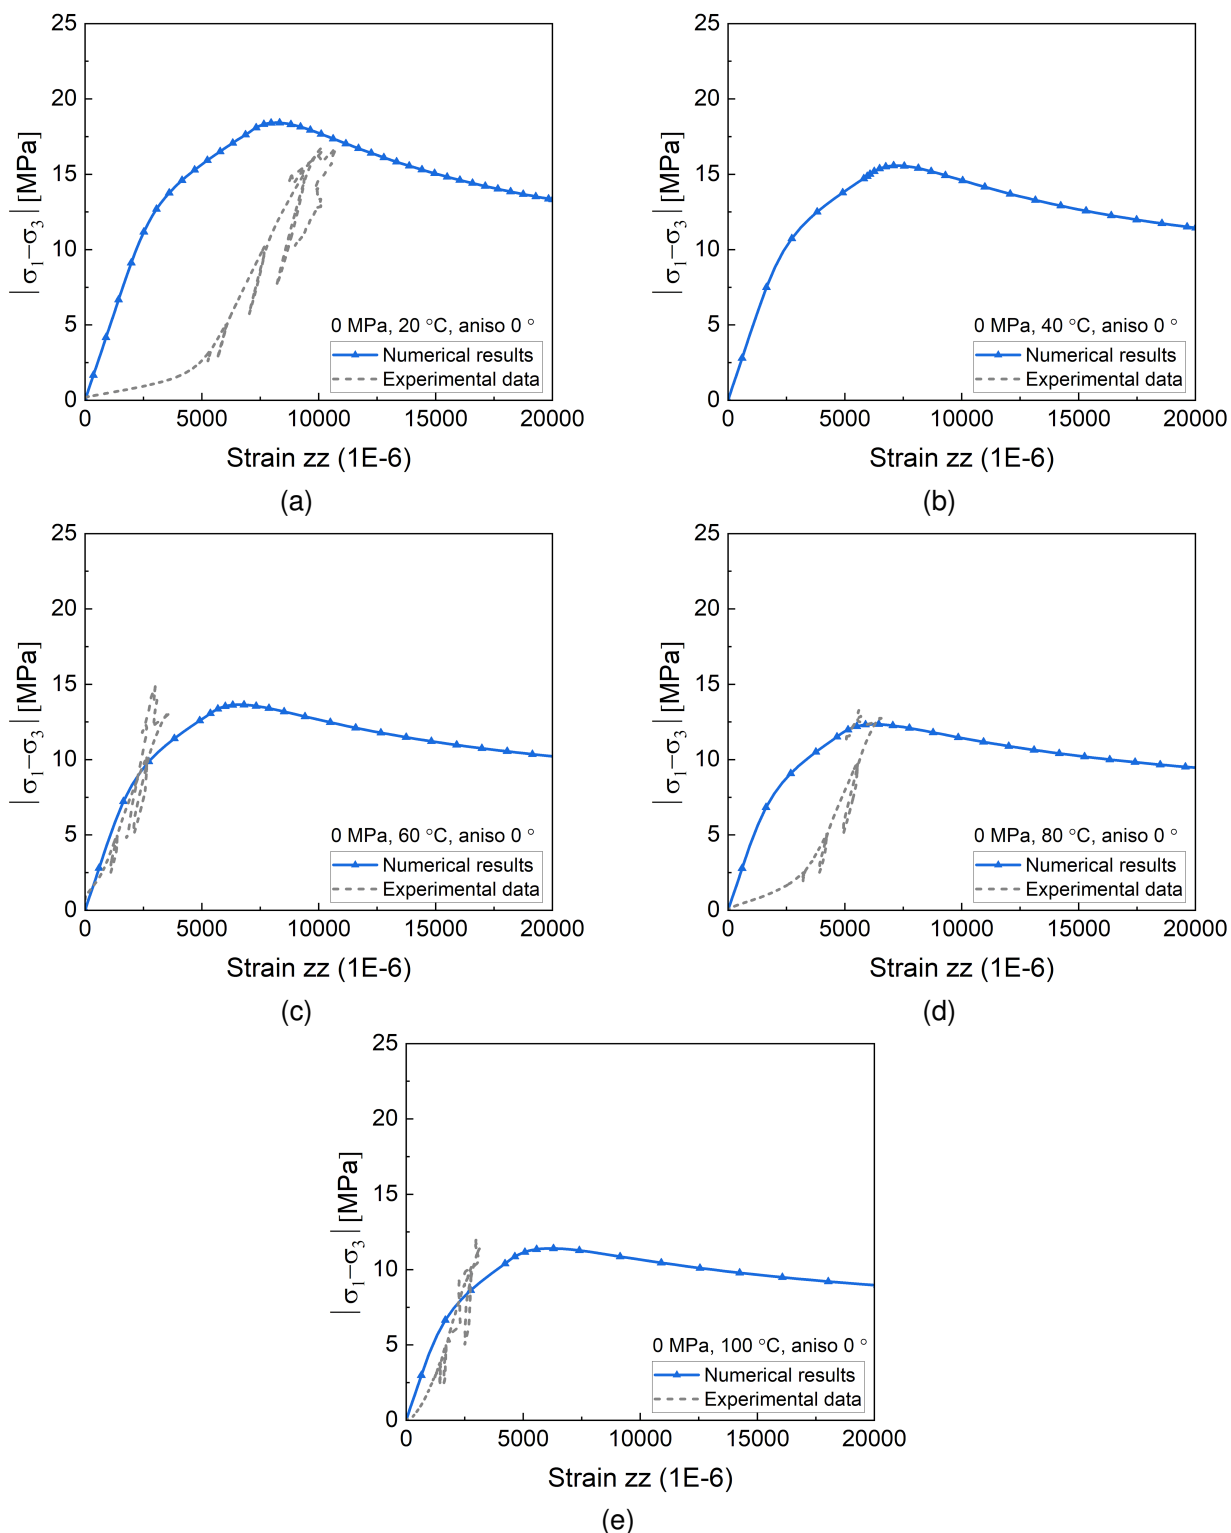 25
20
15
10
5
0
|σ₁−σ₃| [MPa]
0 MPa, 20 °C, aniso 0 °
Numerical results
Experimental data
0 5000 10000 15000 20000
Strain zz (1E-6)
(a)
25
20
15
10
5
0
|σ₁−σ₃| [MPa]
0 MPa, 40 °C, aniso 0 °
Numerical results
Experimental data
0 5000 10000 15000 20000
Strain zz (1E-6)
(b)
25
20
15
10
5
0
|σ₁−σ₃| [MPa]
0 MPa, 60 °C, aniso 0 °
Numerical results
Experimental data
0 5000 10000 15000 20000
Strain zz (1E-6)
(c)
25
20
15
10
5
0
|σ₁−σ₃| [MPa]
0 MPa, 80 °C, aniso 0 °
Numerical results
Experimental data
0 5000 10000 15000 20000
Strain zz (1E-6)
(d)
25
20
15
10
5
0
|σ₁−σ₃| [MPa]
0 MPa, 100 °C, aniso 0 °
Numerical results
Experimental data
0 5000 10000 15000 20000
Strain zz (1E-6)
(e)